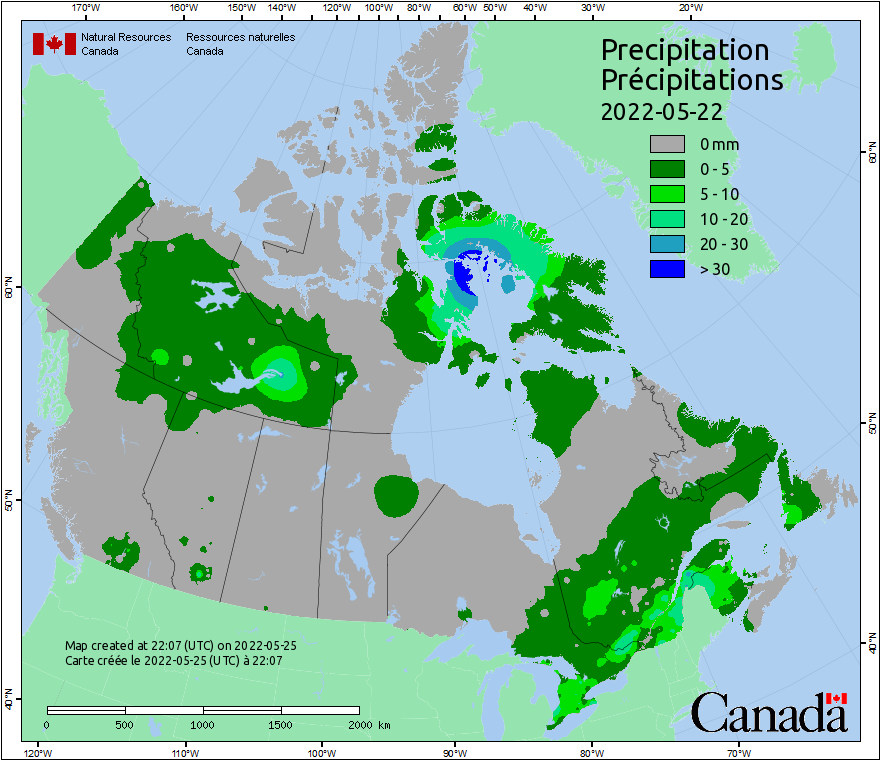 170°W 160°W 150°W 140°W 130°W 120°W 110°W 100°W 90°W 80°W 70°W 60°W 50°W 40°W 30°W 20°W
Natural Resources Canada
Ressources naturelles Canada
Precipitation
Précipitations
2022-05-22
0 mm
0 - 5
5 - 10
10 - 20
20 - 30
> 30
60°N
60°N
50°N
50°N
40°N
40°N
Map created at 22:07 (UTC) on 2022-05-25
Carte créée le 2022-05-25 (UTC) à 22:07
0 500 1000 1500 2000 km
Canada
120°W 110°W 100°W 90°W 80°W 70°W